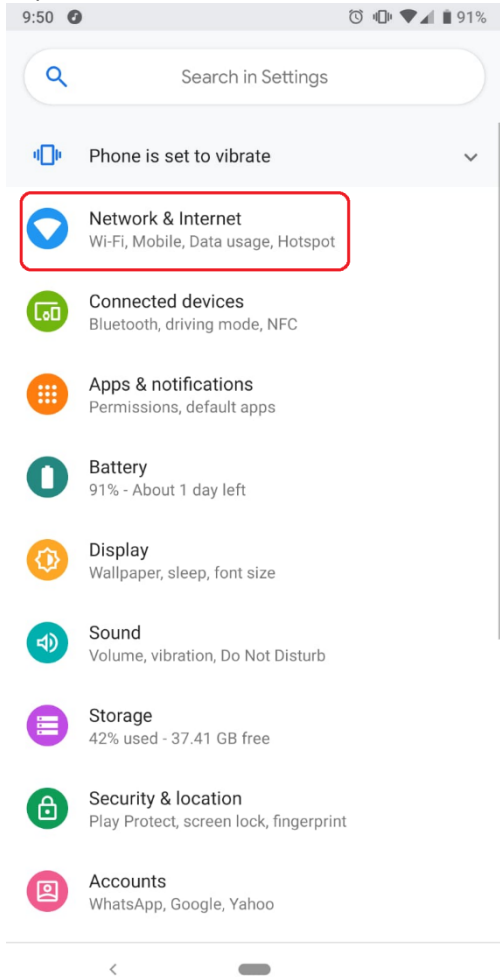 9:50
91%
Search in Settings
Phone is set to vibrate
Network & Internet
Wi-Fi, Mobile, Data usage, Hotspot
Connected devices
Bluetooth, driving mode, NFC
Apps & notifications
Permissions, default apps
Battery
91% - About 1 day left
Display
Wallpaper, sleep, font size
Sound
Volume, vibration, Do Not Disturb
Storage
42% used - 37.41 GB free
Security & location
Play Protect, screen lock, fingerprint
Accounts
WhatsApp, Google, Yahoo